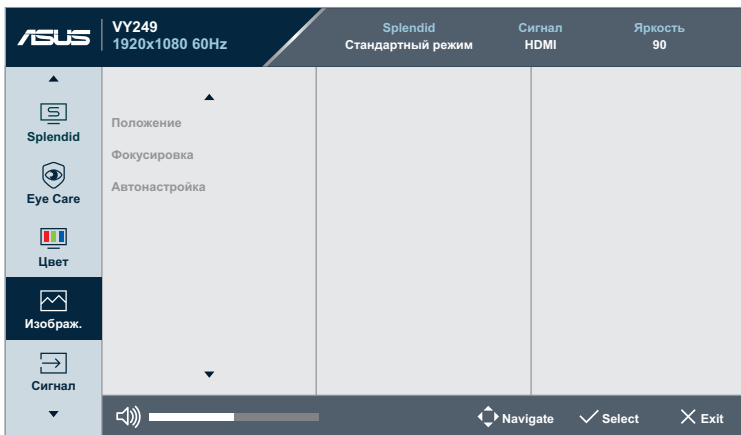 ASUS
VY249
1920x1080 60Hz
Splendid
Стандартный режим
Сигнал
HDMI
Яркость
90
Splendid
Eye Care
Цвет
Изображ.
Сигнал
Положение
Фокусировка
Автонастройка
Navigate
Select
Exit